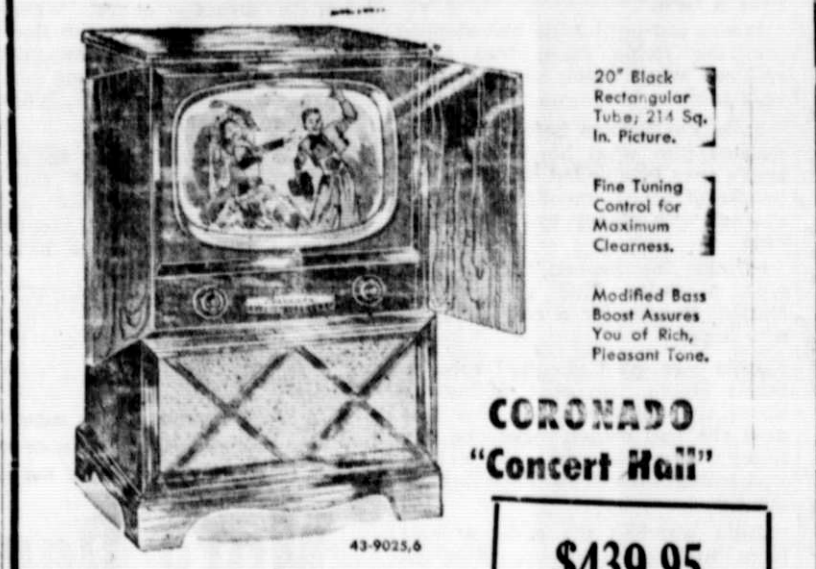 20" Black
Rectangular
Tube; 214 Sq.
In. Picture.
Fine Tuning
Control for
Maximum
Clearness.
Modified Bass
Boost Assures
You of Rich,
Pleasant Tone.
CORONADO
"Concert Hall"
43-9025,6
$439.95